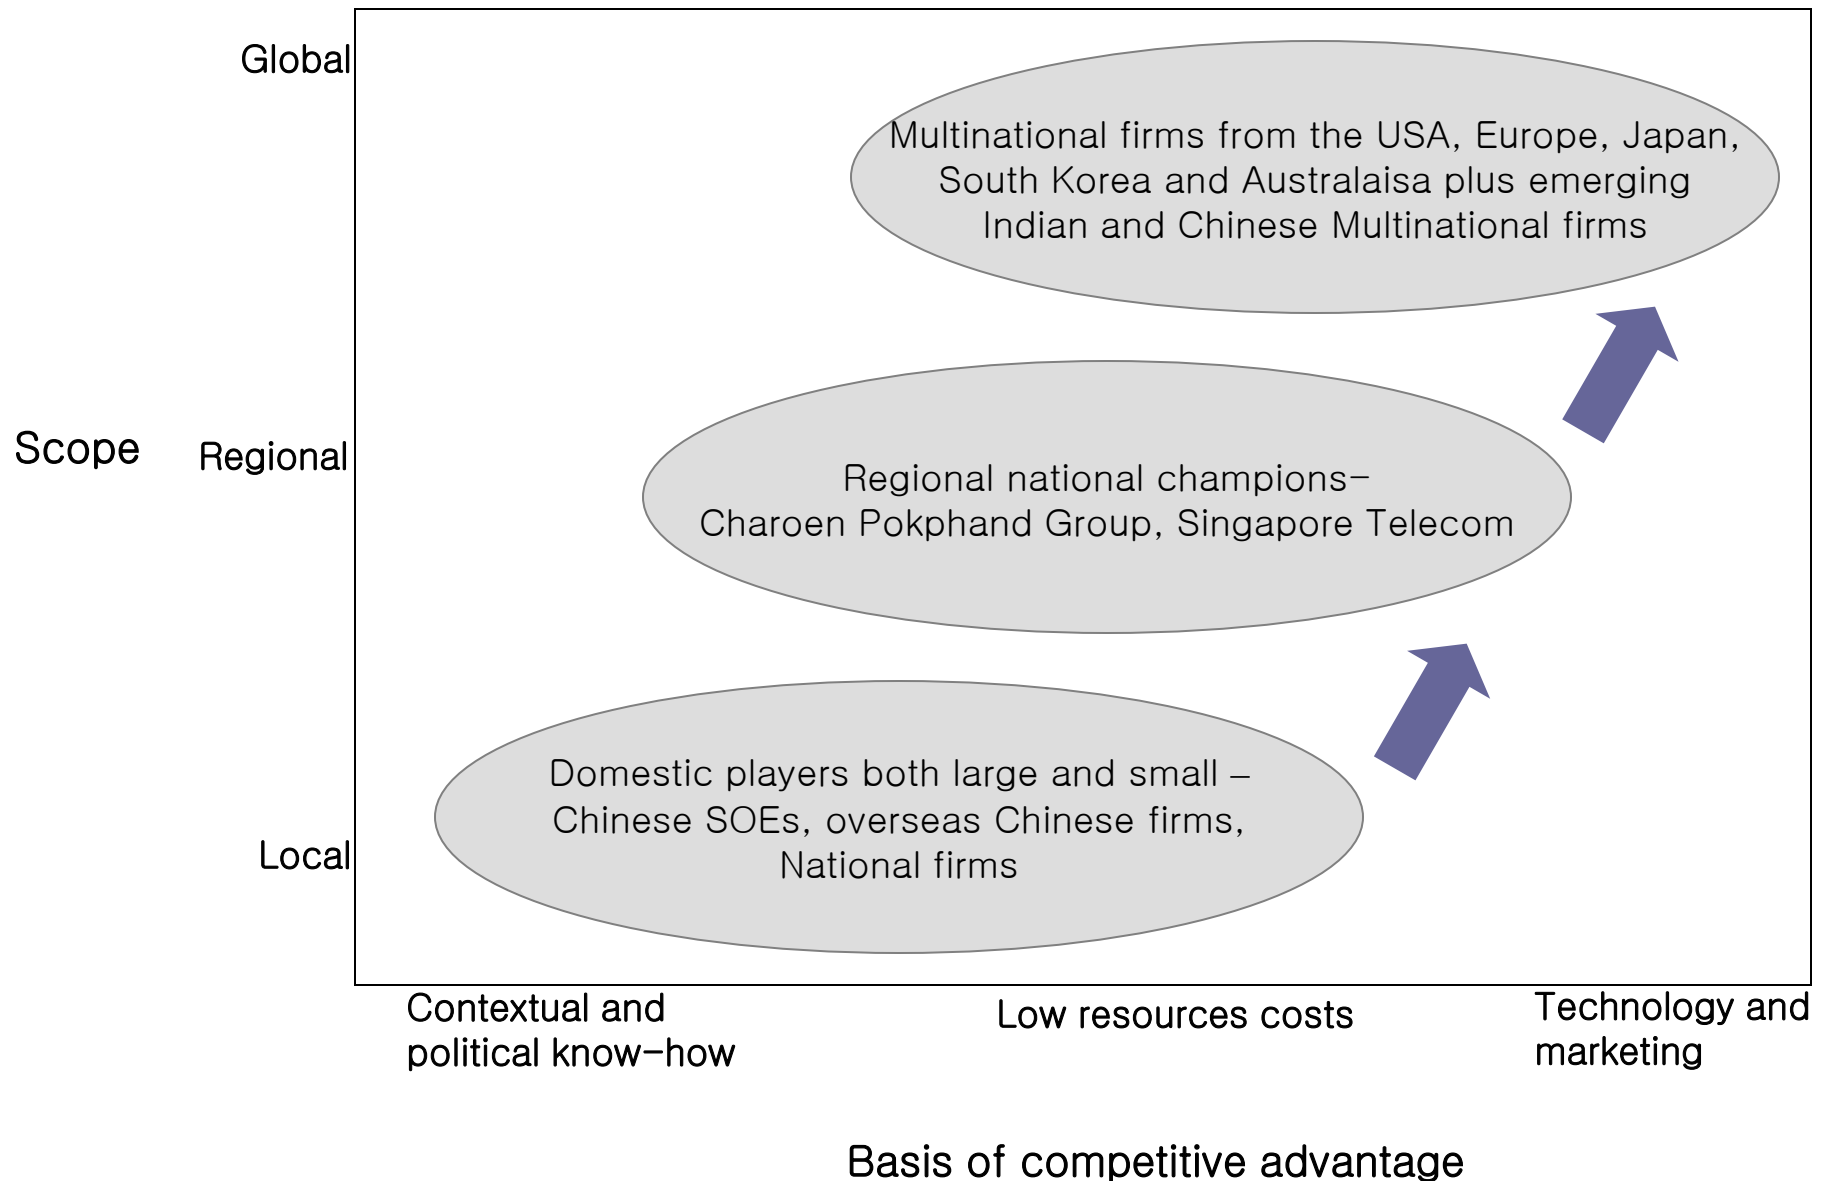 Global
Multinational firms from the USA, Europe, Japan,
South Korea and Australaisa plus emerging
Indian and Chinese Multinational firms
Scope
Regional
Regional national champions-
Charoen Pokphand Group, Singapore Telecom
Domestic players both large and small –
Chinese SOEs, overseas Chinese firms,
National firms
Local
Contextual and
political know-how
Low resources costs
Technology and
marketing
Basis of competitive advantage